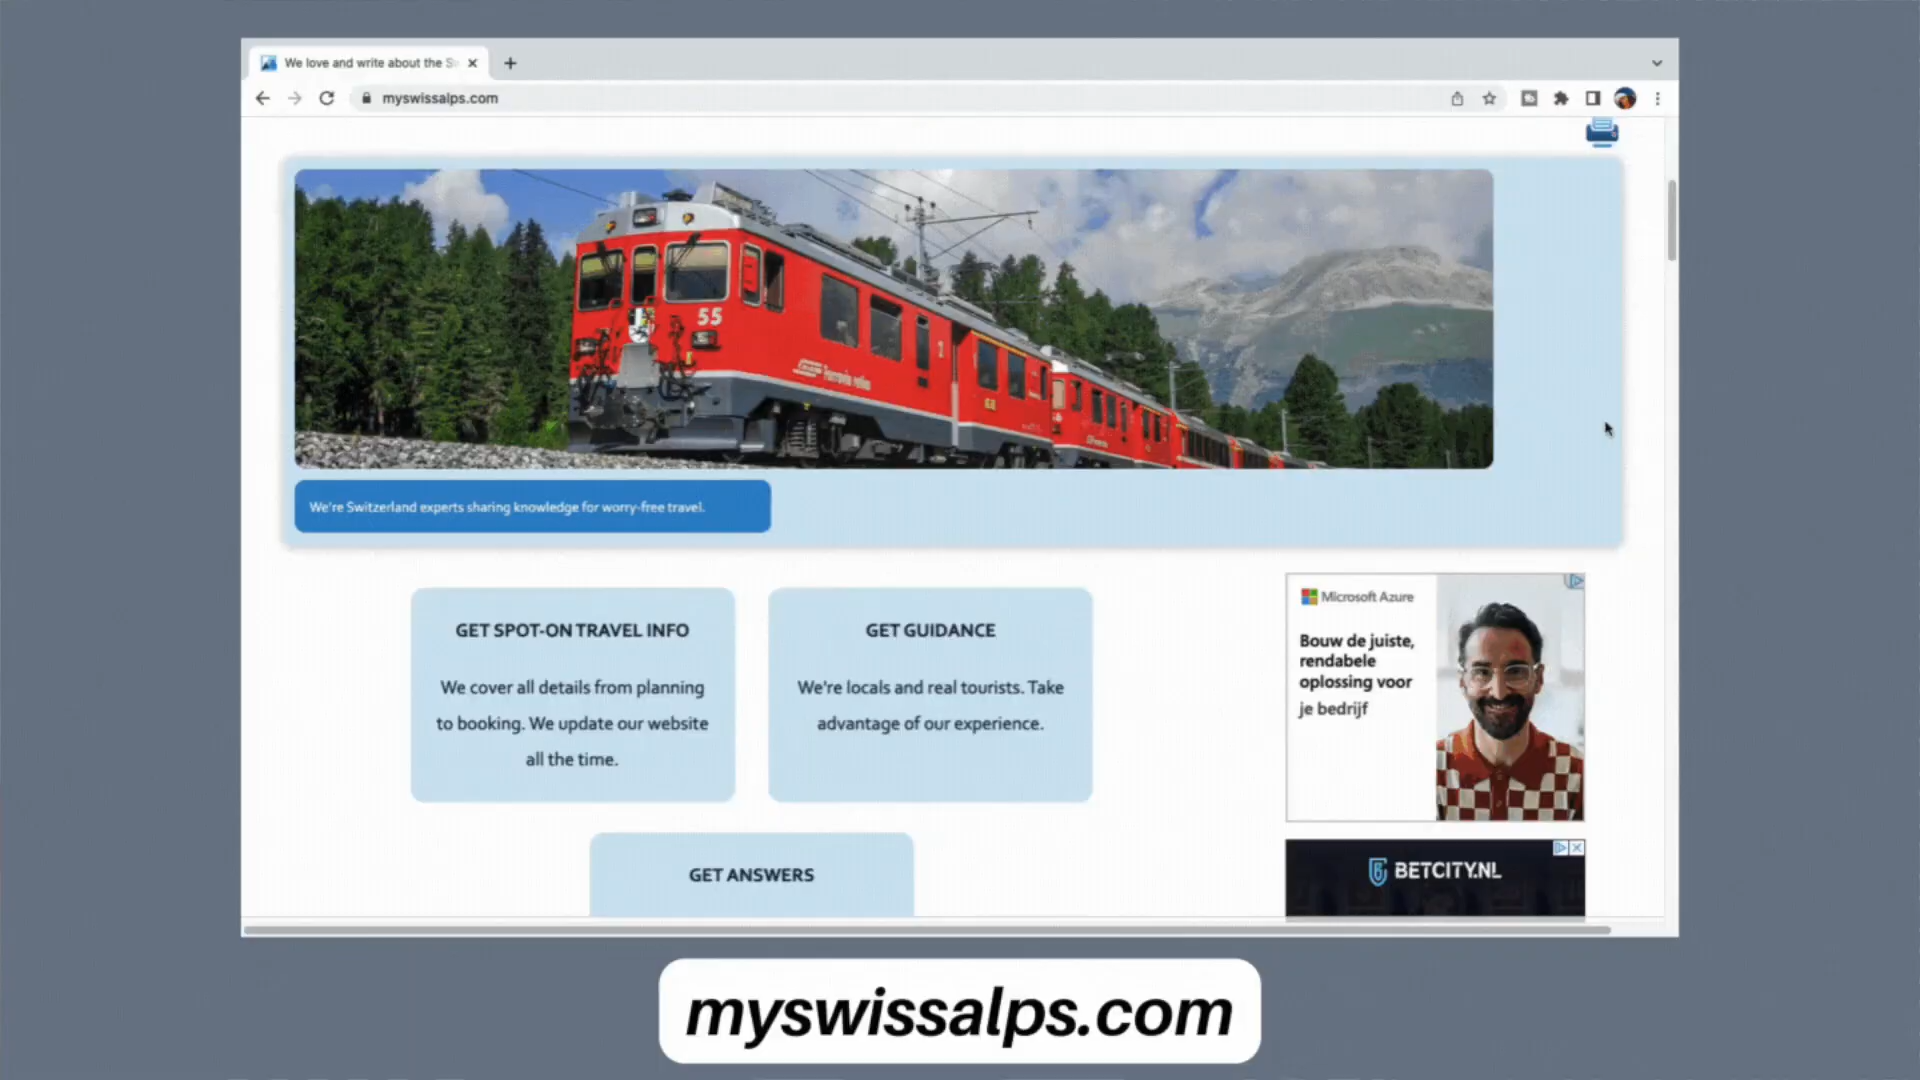 We love and write about the S
myswissalps.com
55
We're Switzerland experts sharing knowledge for worry-free travel.
GET SPOT-ON TRAVEL INFO
We cover all details from planning
to booking. We update our website
all the time.
GET GUIDANCE
We're locals and real tourists. Take
advantage of our experience.
GET ANSWERS
Microsoft Azure
Bouw de juiste,
rendabele
oplossing voor
je bedrijf
BETCITY.NL
myswissalps.com